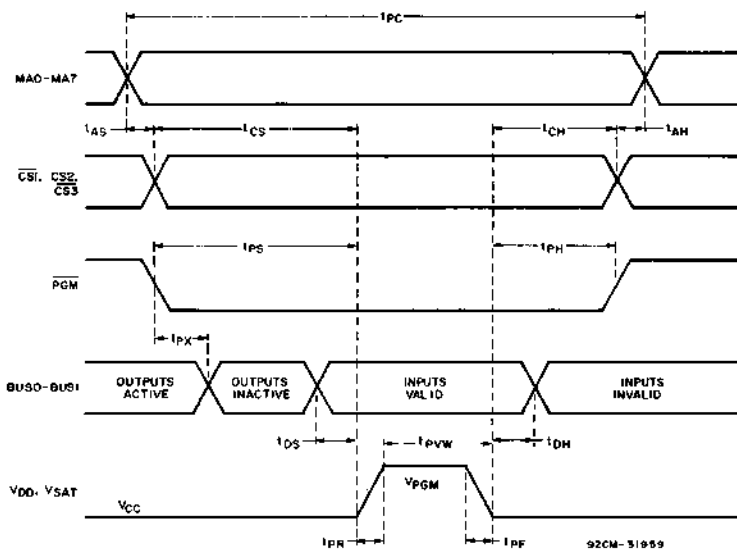 tPC
MA0-MA7
tAS
tCS
tCH
tAH
CS1, CS2,
CS3
tPS
tPH
PGM
tPX
BUS0-BUS1
OUTPUTS
ACTIVE
OUTPUTS
INACTIVE
INPUTS
VALID
INPUTS
INVALID
tDS
tPVW
tDH
VDD, VSAT
VCC
VPGM
tPR
tPF
92CM-31959